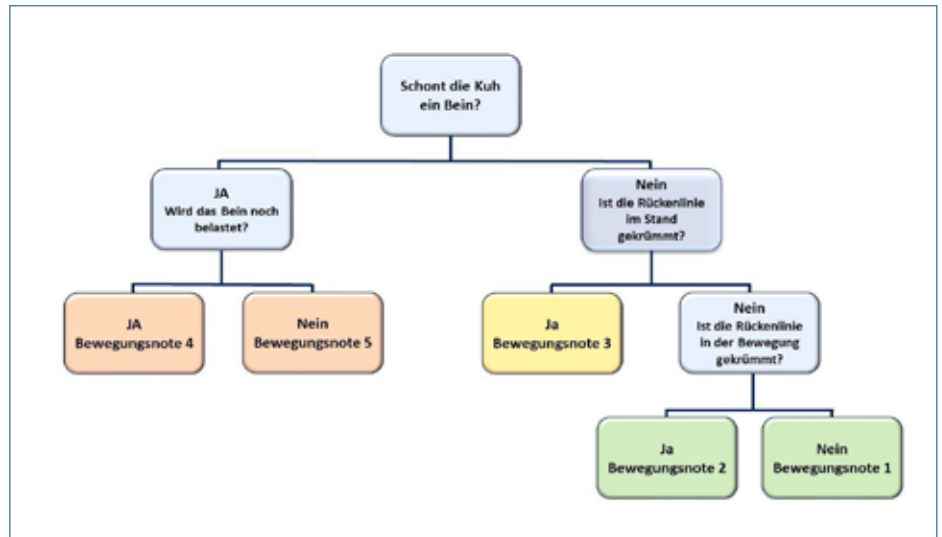 Schont die Kuh
ein Bein?
JA
Wird das Bein noch
belastet?
Nein
Ist die Rückenlinie
im Stand
gekrümmt?
JA
Bewegungsnote 4
Nein
Bewegungsnote 5
Ja
Bewegungsnote 3
Nein
Ist die Rückenlinie
in der Bewegung
gekrümmt?
Ja
Bewegungsnote 2
Nein
Bewegungsnote 1